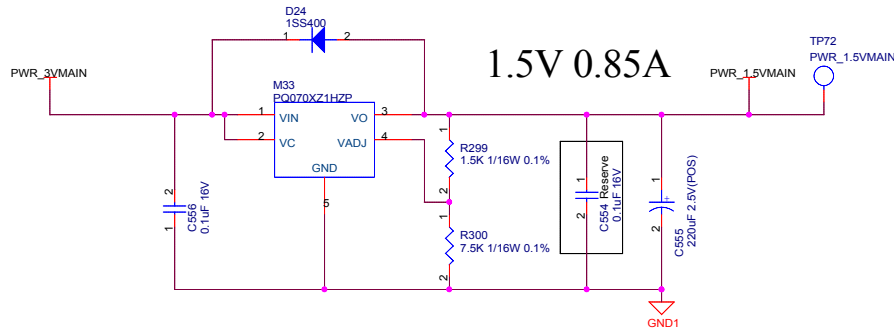 D24
1SS400
1
2
1.5V 0.85A
TP72
PWR_1.5VMAIN
PWR_3VMAIN
PWR_1.5VMAIN
M33
PQ070XZ1HZP
1
VIN
VO
3
2
VC
VADJ
4
GND
5
1
R299
1.5K 1/16W 0.1%
2
1
R300
7.5K 1/16W 0.1%
2
2
1
C556
0.1uF 16V
1
2
C554 Reserve
0.1uF 16V
1
+
2
C555
220uF 2.5V(POS)
GND1